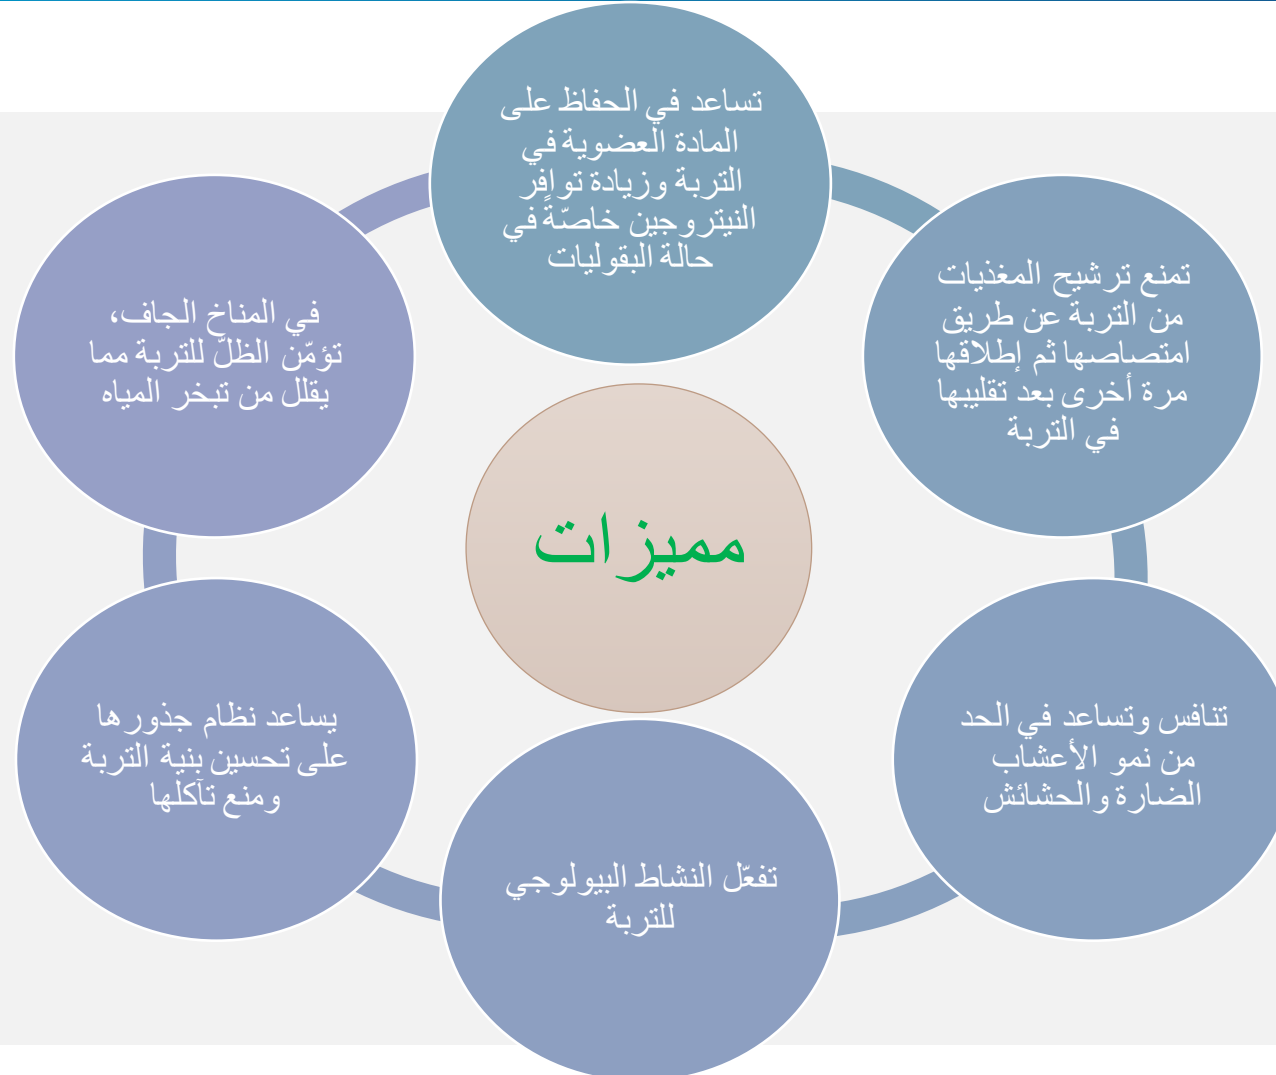 تساعد في الحفاظ على
المادة العضوية في
التربة وزيادة توافر
النيتروجين خاصّةً في
حالة البقوليات
تمنع ترشيح المغذيات
من التربة عن طريق
امتصاصها ثم إطلاقها
مرة أخرى بعد تقليبها
في التربة
تنافس وتساعد في الحد
من نمو الأعشاب
الضارة والحشائش
تفعّل النشاط البيولوجي
للتربة
يساعد نظام جذورها
على تحسين بنية التربة
ومنع تآكلها
في المناخ الجاف،
تؤمّن الظلّ للتربة مما
يقلل من تبخر المياه
مميزات